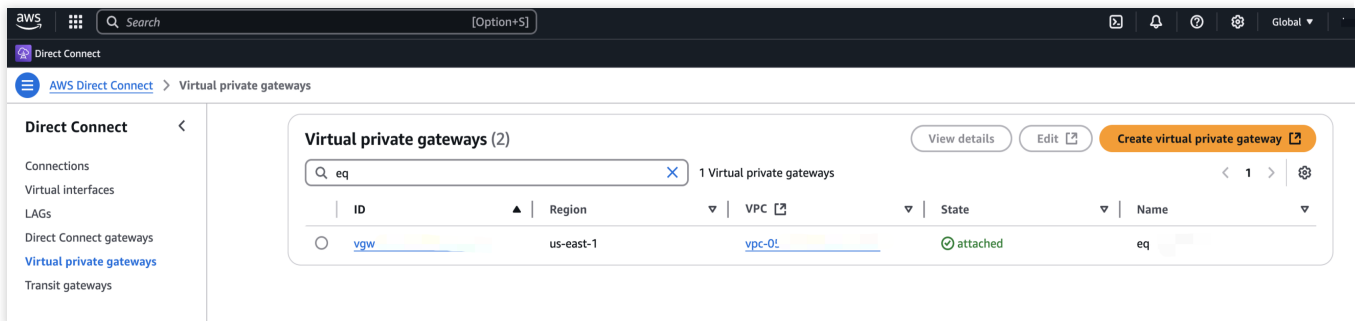 aws Search [Option+S] Global ▼
Direct Connect
AWS Direct Connect > Virtual private gateways
Direct Connect
Connections
Virtual interfaces
LAGs
Direct Connect gateways
Virtual private gateways
Transit gateways
Virtual private gateways (2)
View details Edit Create virtual private gateway
eq 1 Virtual private gateways < 1 >
ID Region VPC State Name
vgw us-east-1 vpc-0 attached eq